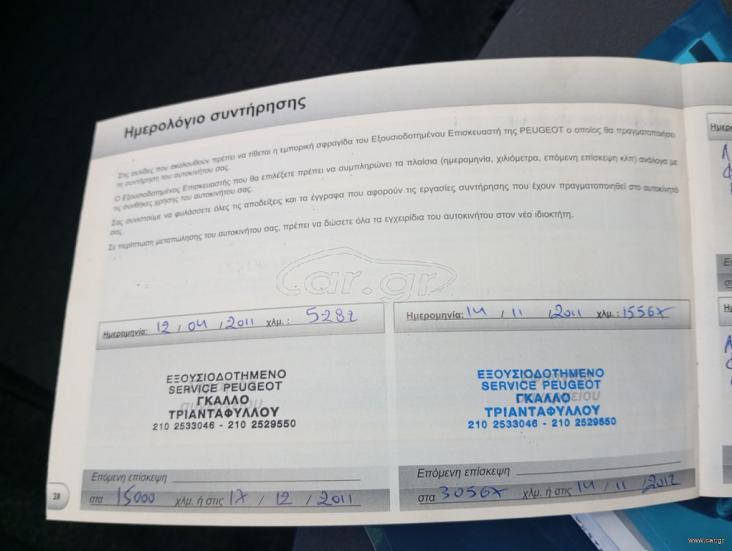 Ημερολόγιο συντήρησης
Στις σελίδες που ακολουθούν πρέπει να τίθεται η εμπορική σφραγίδα του Εξουσιοδοτημένου Επισκευαστή της PEUGEOT ο οποίος θα πραγματοποιήσει
τη συντήρηση του αυτοκινήτου σας.
Ο Εξουσιοδοτημένος Επισκευαστής που θα επιλέξετε πρέπει να συμπληρώνει τα πλαίσια (ημερομηνία, χιλιόμετρα, επόμενη επίσκεψη κλπ) ανάλογα με
τις συνθήκες χρήσης του αυτοκινήτου σας.
Σας συνιστούμε να φυλάσσετε όλες τις αποδείξεις και τα έγγραφα που αφορούν τις εργασίες συντήρησης που έχουν πραγματοποιηθεί στο αυτοκίνητό
σας.
Σε περίπτωση μεταπώλησης του αυτοκινήτου σας, πρέπει να δώσετε όλα τα εγχειρίδια του αυτοκινήτου στον νέο ιδιοκτήτη.
car.gr
Ημερομηνία: 12 / 04 / 2011 χλμ.: 5282
ΕΞΟΥΣΙΟΔΟΤΗΜΕΝΟ
SERVICE PEUGEOT
ΓΚΑΛΛΟ
ΤΡΙΑΝΤΑΦΥΛΛΟΥ
210 2533046 - 210 2529550
Επόμενη επίσκεψη
στα 15000 χλμ. ή στις 17 / 12 / 2011
Ημερομηνία: 14 / 11 / 2011 χλμ.: 15567
ΕΞΟΥΣΙΟΔΟΤΗΜΕΝΟ
SERVICE PEUGEOT
ΓΚΑΛΛΟ
ΤΡΙΑΝΤΑΦΥΛΛΟΥ
210 2533046 - 210 2529550
Επόμενη επίσκεψη
στα 30567 χλμ. ή στις 14 / 11 / 2012
28
www.car.gr